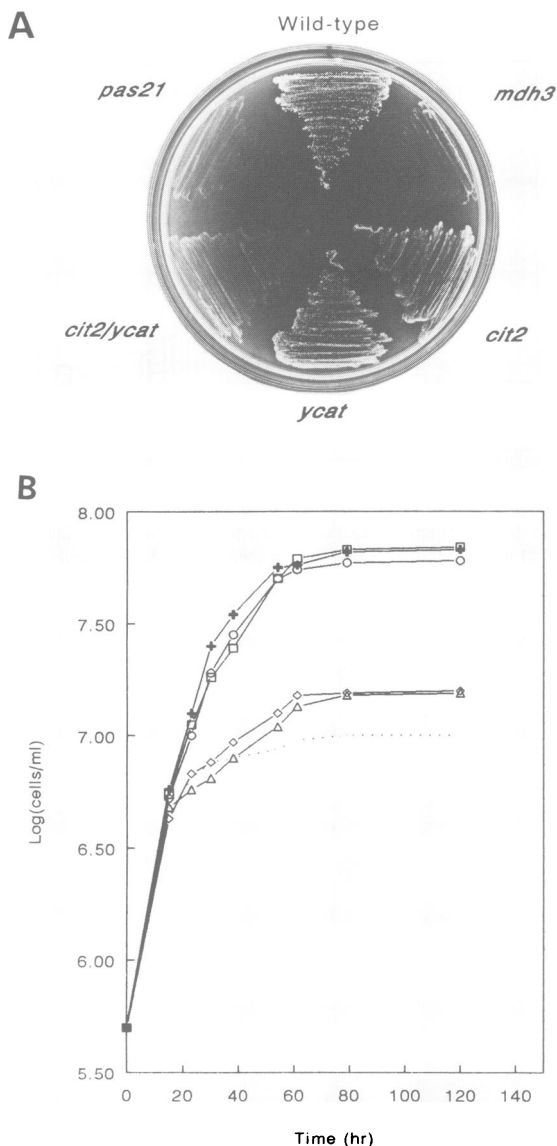 A
Wild-type
pas21
mdh3
cit2/ycat
cit2
ycat
B
8.00
7.50
7.00
6.50
6.00
5.50
Log(cells/ml)
0 20 40 60 80 100 120 140
Time (hr)